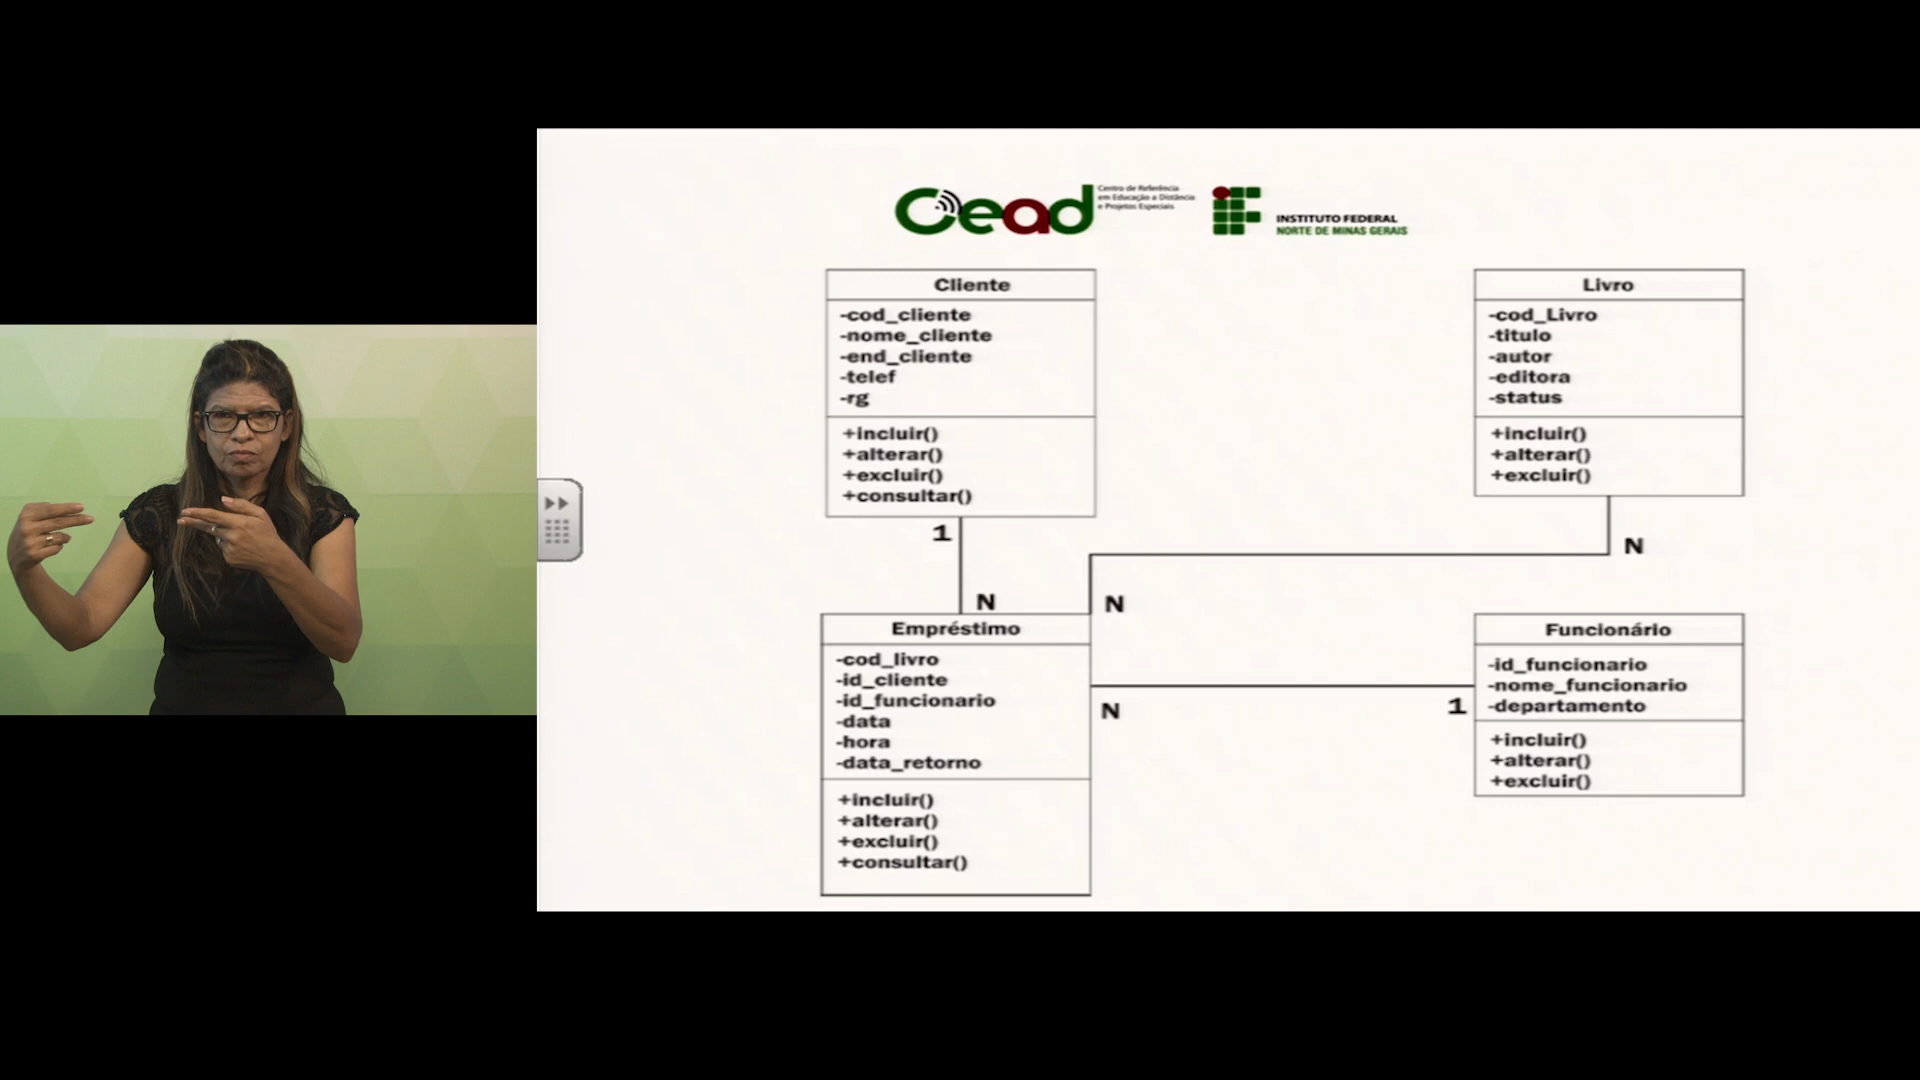 Cead
Centro de Referência
em Educação a Distância
e Projetos Especiais
INSTITUTO FEDERAL
NORTE DE MINAS GERAIS
Cliente
-cod_cliente
-nome_cliente
-end_cliente
-telef
-rg
+incluir()
+alterar()
+excluir()
+consultar()
Livro
-cod_Livro
-titulo
-autor
-editora
-status
+incluir()
+alterar()
+excluir()
1
N
N
N
Empréstimo
-cod_livro
-id_cliente
-id_funcionario
-data
-hora
-data_retorno
+incluir()
+alterar()
+excluir()
+consultar()
N
1
Funcionário
-id_funcionario
-nome_funcionario
-departamento
+incluir()
+alterar()
+excluir()